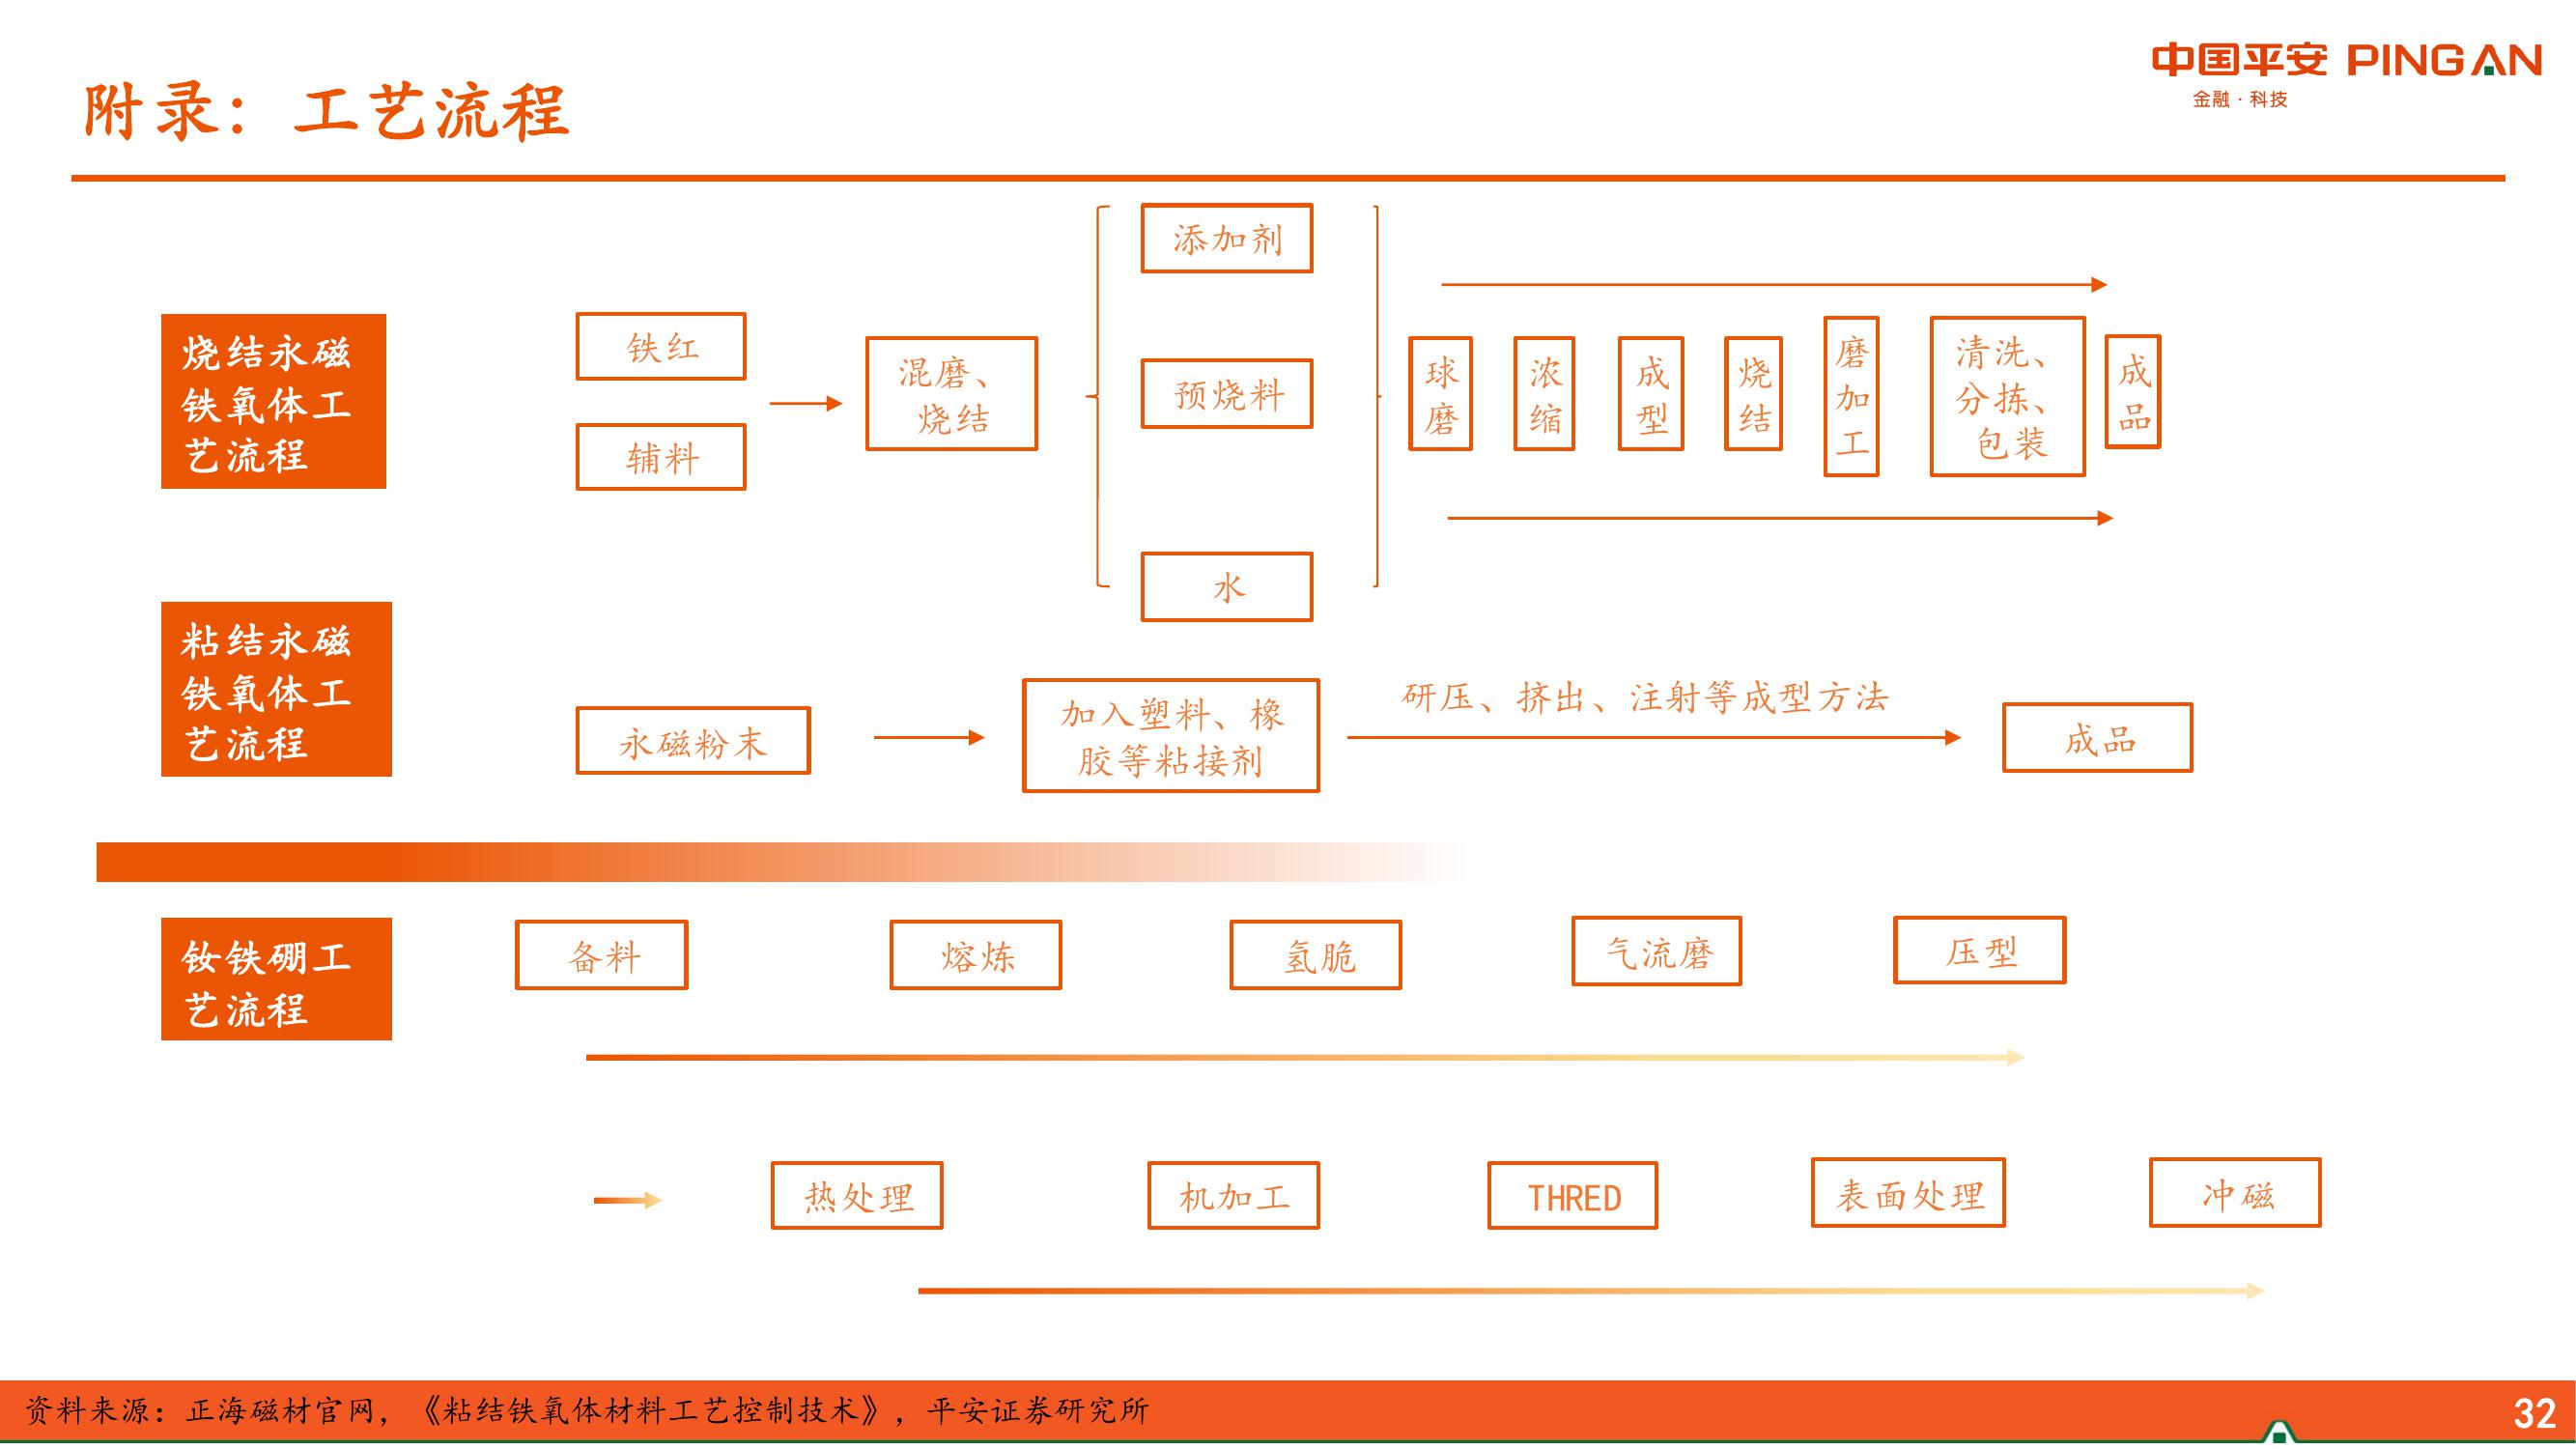 中国平安 PINGAN
金融·科技
附录：工艺流程
添加剂
烧结永磁
铁氧体工
艺流程
铁红
辅料
混磨、
烧结
预烧料
水
球
磨
浓
缩
成
型
烧
结
磨
加
工
清洗、
分拣、
包装
成
品
粘结永磁
铁氧体工
艺流程
永磁粉末
加入塑料、橡
胶等粘接剂
研压、挤出、注射等成型方法
成品
钕铁硼工
艺流程
备料
熔炼
氢脆
气流磨
压型
热处理
机加工
THRED
表面处理
冲磁
资料来源：正海磁材官网，《粘结铁氧体材料工艺控制技术》，平安证券研究所
32